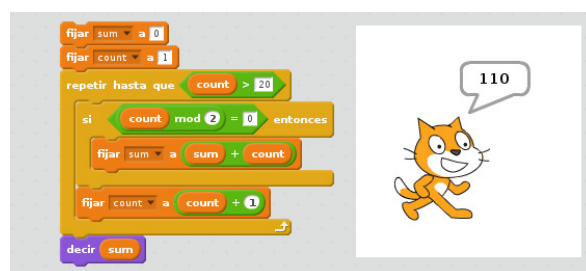 fijar sum a 0
fijar count a 1
repetir hasta que count > 20
si count mod 2 = 0 entonces
fijar sum a sum + count
fijar count a count + 1
decir sum
110